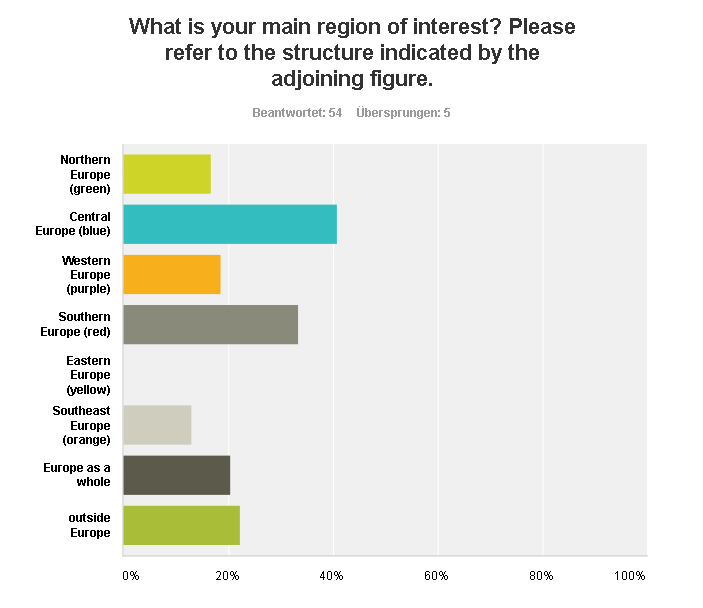 What is your main region of interest? Please
refer to the structure indicated by the
adjoining figure.
Beantwortet: 54 Übersprungen: 5
Northern
Europe
(green)
Central
Europe (blue)
Western
Europe
(purple)
Southern
Europe (red)
Eastern
Europe
(yellow)
Southeast
Europe
(orange)
Europe as a
whole
outside
Europe
0% 20% 40% 60% 80% 100%